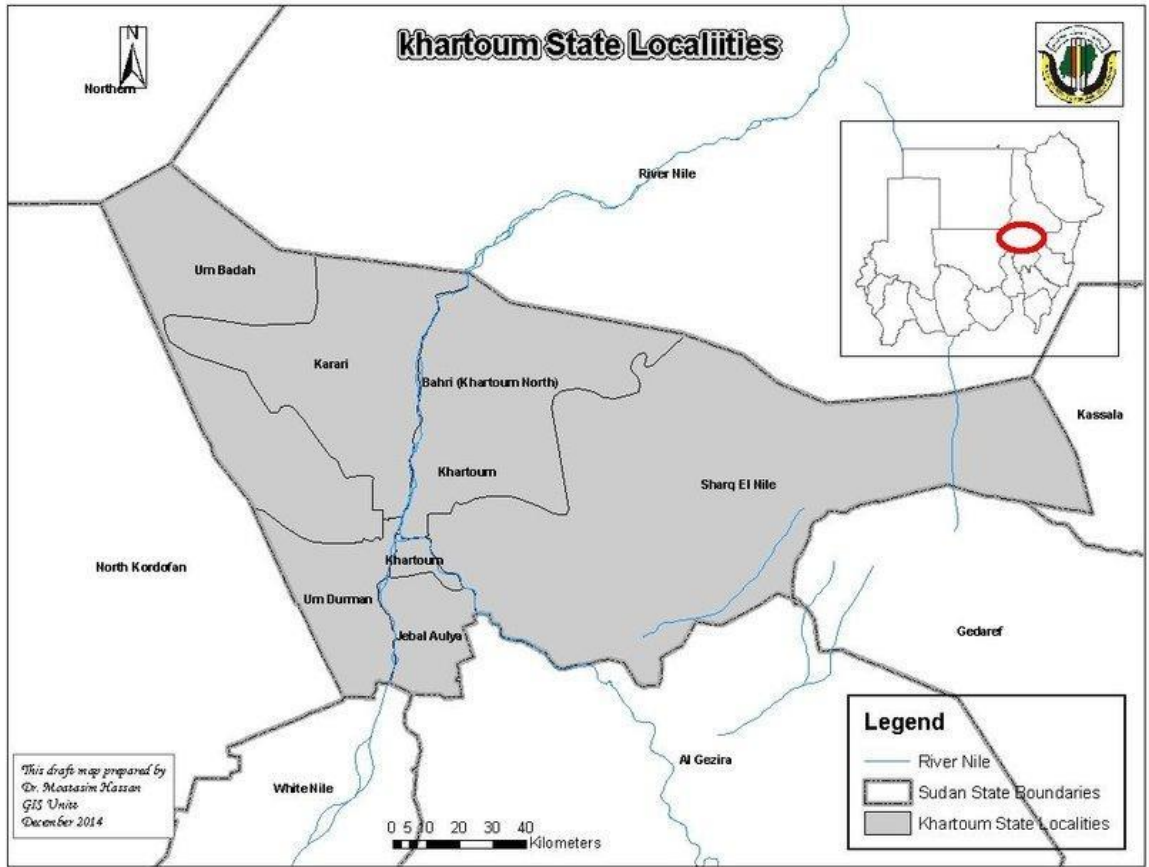 khartoum State Localiities
N
Northern
River Nile
Um Badah
Karari
Bahri (Khartoum North)
Kassala
Khartoum
Sharq El Nile
Khartoum
North Kordofan
Um Durman
Jebal Aulya
Gedaref
Legend
River Nile
Sudan State Boundaries
Khartoum State Localities
Al Gezira
White Nile
This draft map prepared by
Dr. Moatasim Hassan
GIS Unitt
December 2014
0 5 10 20 30 40
Kilometers